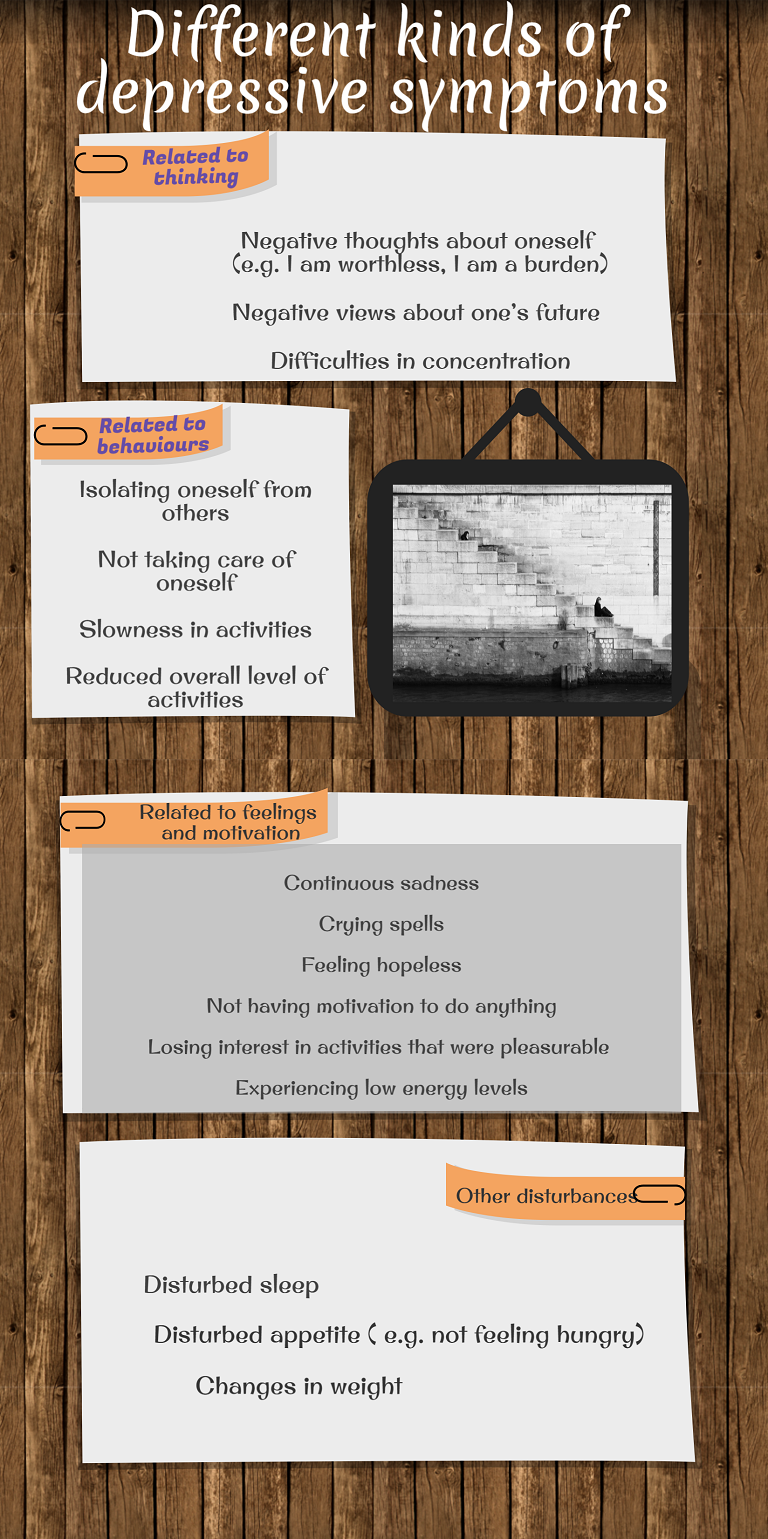 Different kinds of
depressive symptoms
Related to
thinking
Negative thoughts about oneself
(e.g. I am worthless, I am a burden)
Negative views about one's future
Difficulties in concentration
Related to
behaviours
Isolating oneself from
others
Not taking care of
oneself
Slowness in activities
Reduced overall level of
activities
Related to feelings
and motivation
Continuous sadness
Crying spells
Feeling hopeless
Not having motivation to do anything
Losing interest in activities that were pleasurable
Experiencing low energy levels
Other disturbances
Disturbed sleep
Disturbed appetite ( e.g. not feeling hungry)
Changes in weight